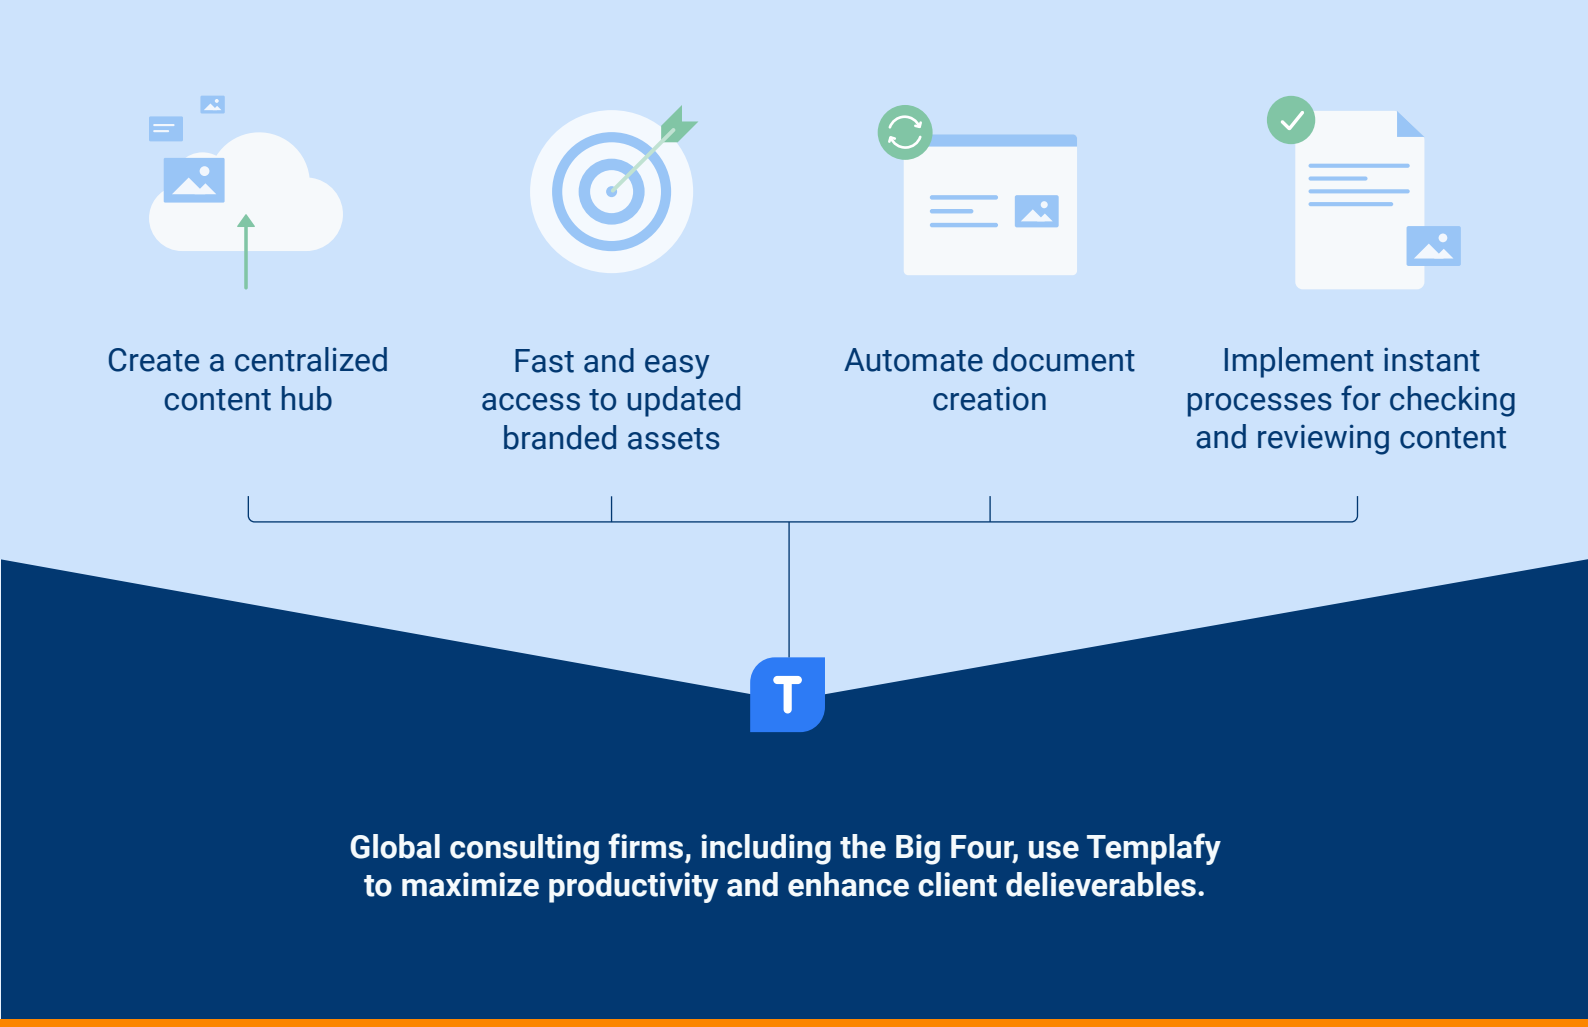 Create a centralized
content hub
Fast and easy
access to updated
branded assets
Automate document
creation
Implement instant
processes for checking
and reviewing content
T
Global consulting firms, including the Big Four, use Templafy
to maximize productivity and enhance client delieverables.